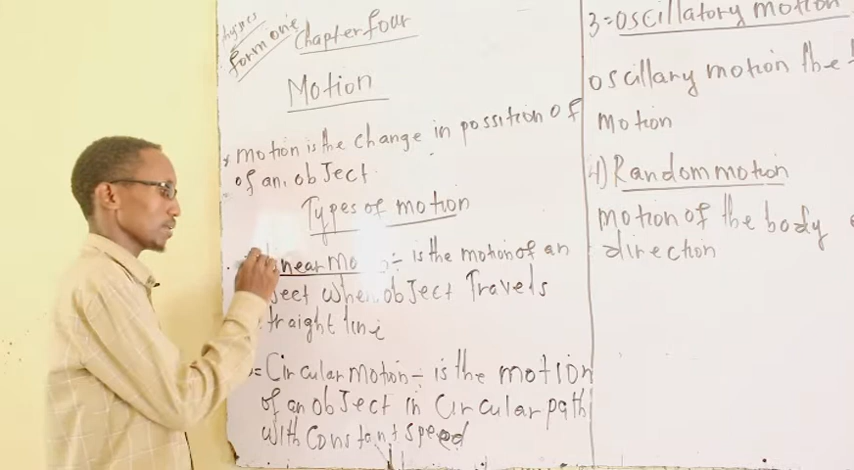 Physics
form one
Chapter four
Motion
* motion is the change in possition of
of an object
Types of motion
near Mo - is the motion of an
ject when object Travels
traight line
= Circular motion - is the motion
of an object in Circular path
with Constant speed
3 = oscillatory motion
oscillary motion the
motion
4) Random motion
motion of the body
direction